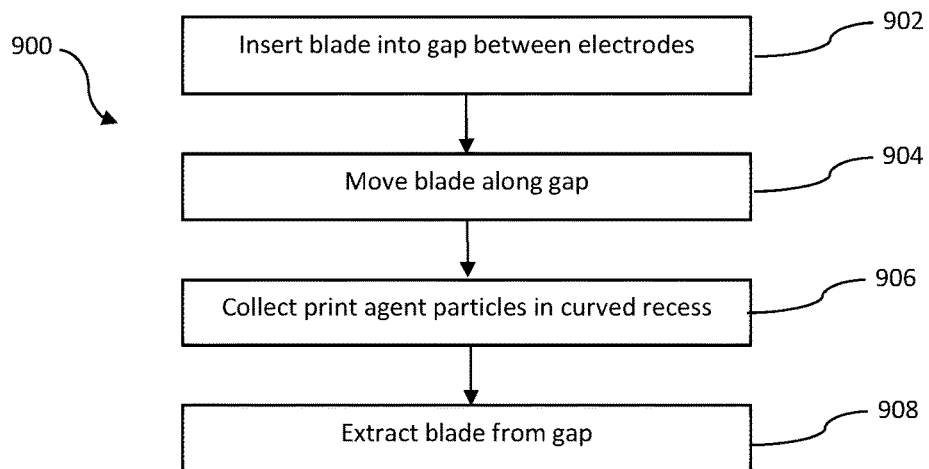 900
Insert blade into gap between electrodes
902
Move blade along gap
904
Collect print agent particles in curved recess
906
Extract blade from gap
908